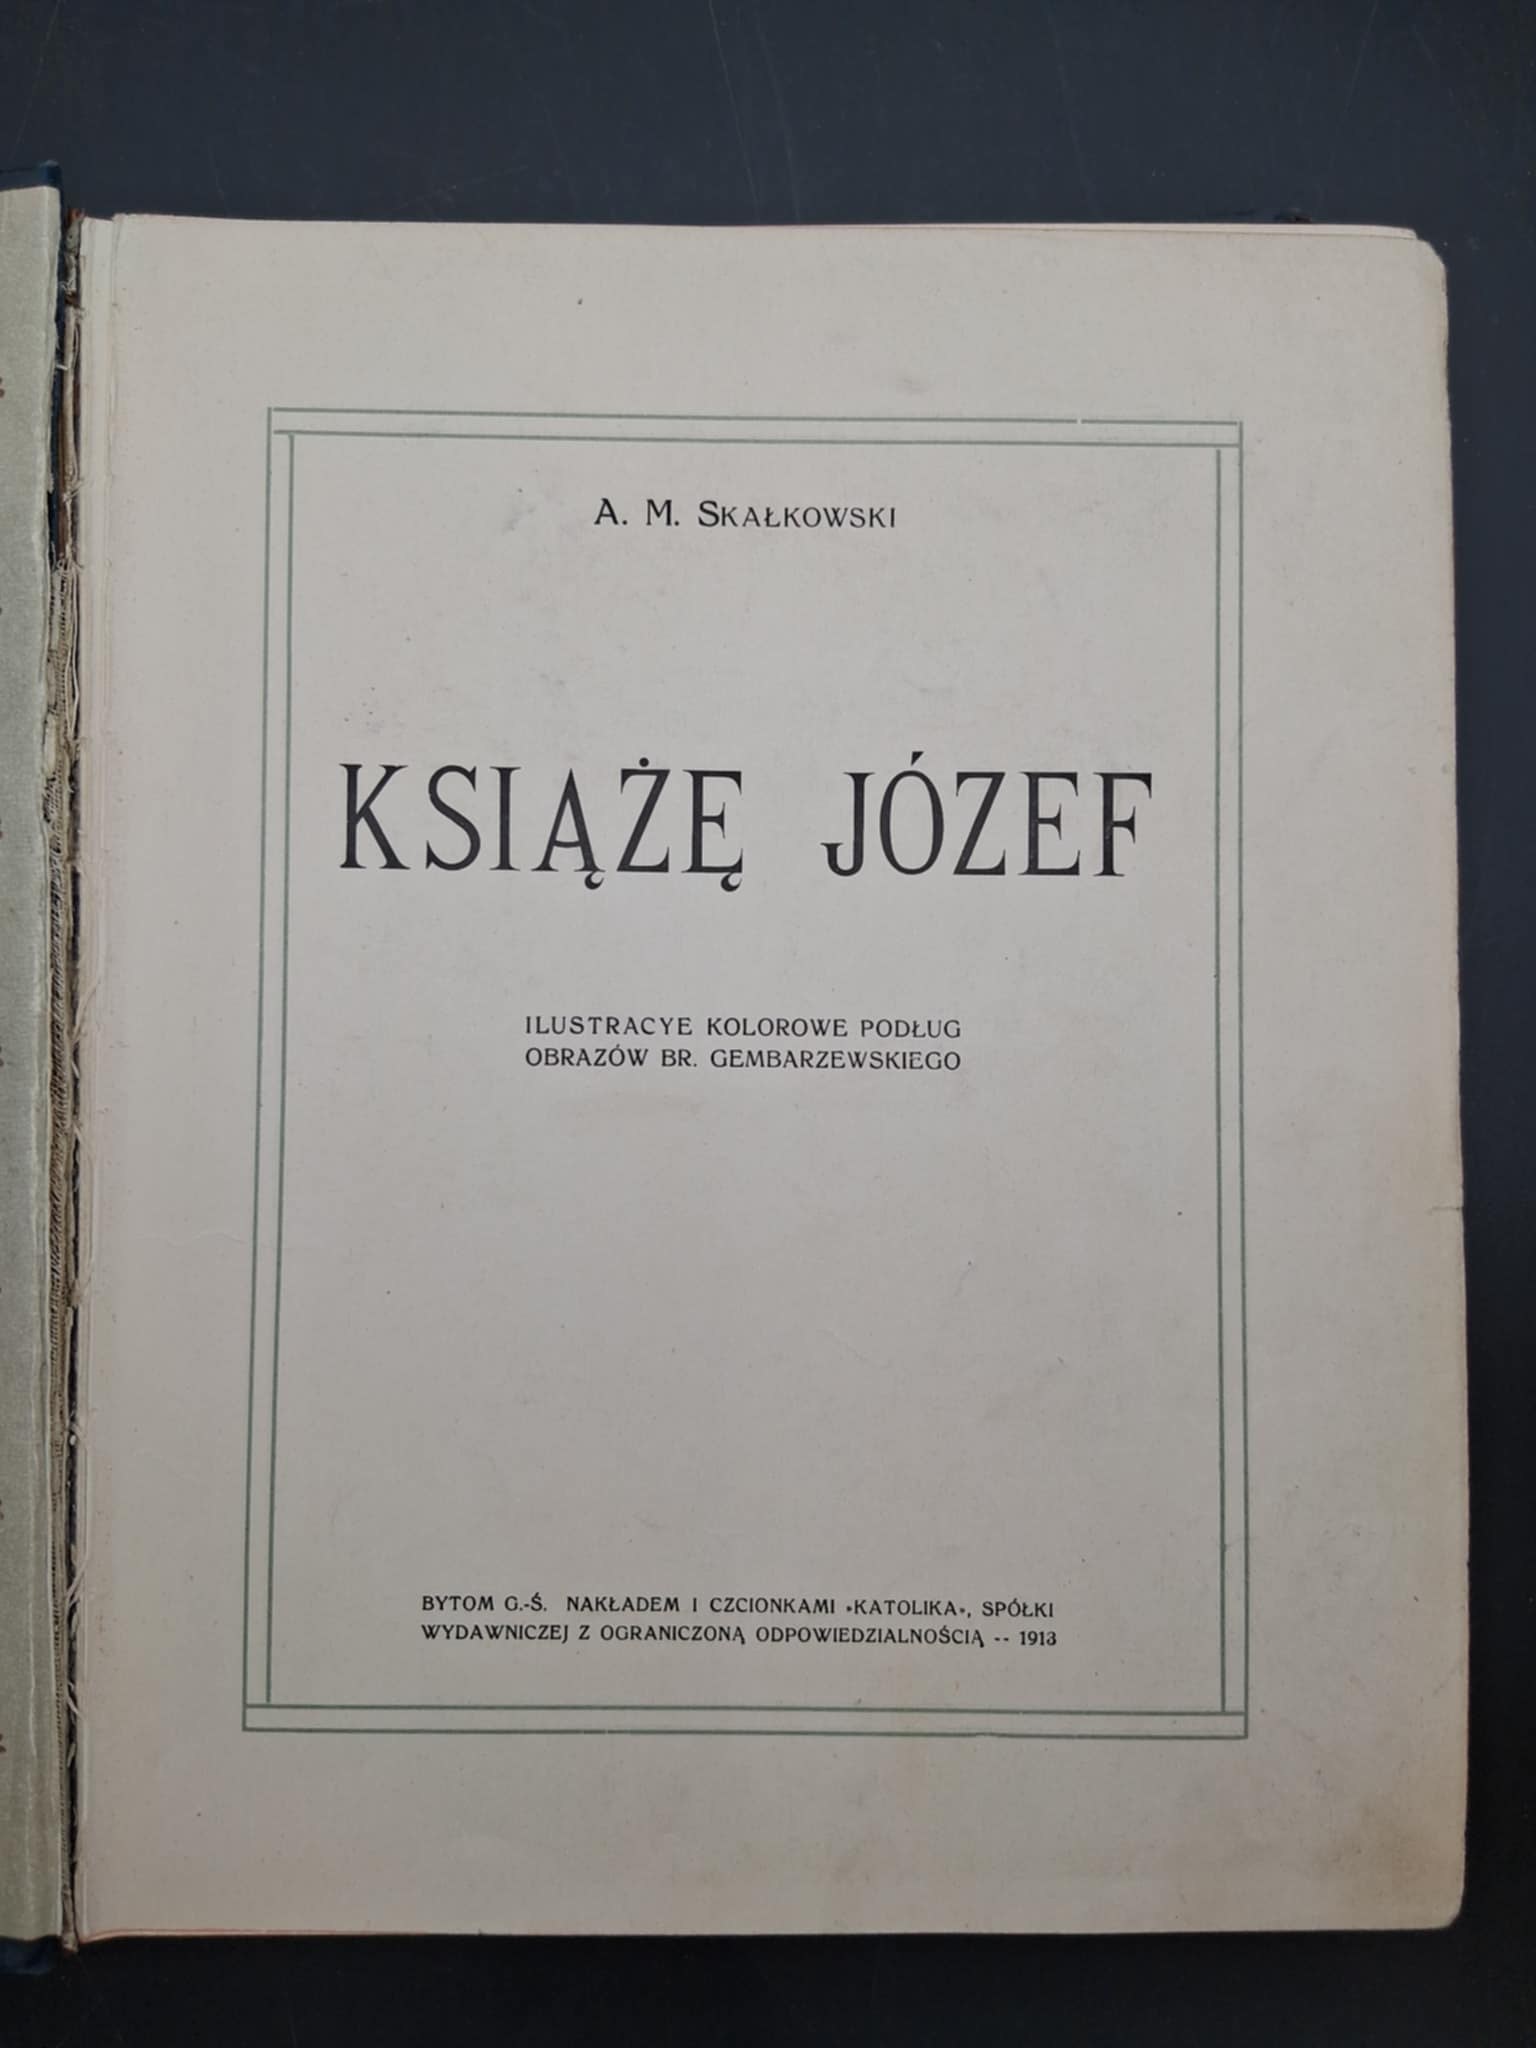 A. M. SKAŁKOWSKI
KSIĄŻĘ JÓZEF
ILUSTRACYE KOLOROWE PODŁUG
OBRAZÓW BR. GEMBARZEWSKIEGO
BYTOM G.-Ś. NAKŁADEM I CZCIONKAMI »KATOLIKA«, SPÓŁKI
WYDAWNICZEJ Z OGRANICZONĄ ODPOWIEDZIALNOŚCIĄ -- 1913